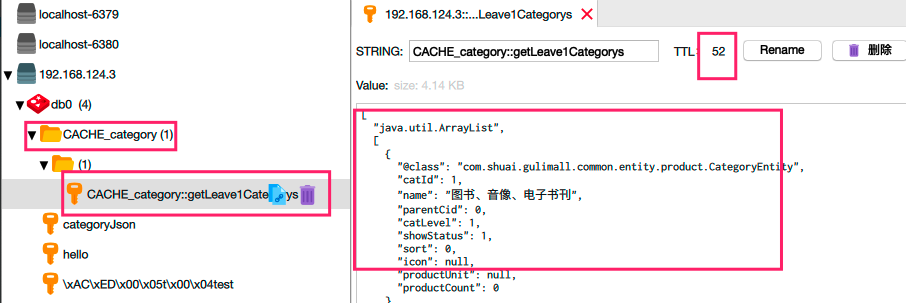 localhost-6379
localhost-6380
192.168.124.3
db0 (4)
CACHE_category (1)
(1)
CACHE_category::getLeave1Categorys
categoryJson
hello
\xAC\xED\x00\x05t\x00\x04test
192.168.124.3::...Leave1Categorys
STRING: CACHE_category::getLeave1Categorys TTL: 52 Rename 删除
Value: size: 4.14 KB
[
"java.util.ArrayList",
[
{
"@class": "com.shuai.gulimall.common.entity.product.CategoryEntity",
"catId": 1,
"name": "图书、音像、电子书刊",
"parentCid": 0,
"catLevel": 1,
"showStatus": 1,
"sort": 0,
"icon": null,
"productUnit": null,
"productCount": 0
}